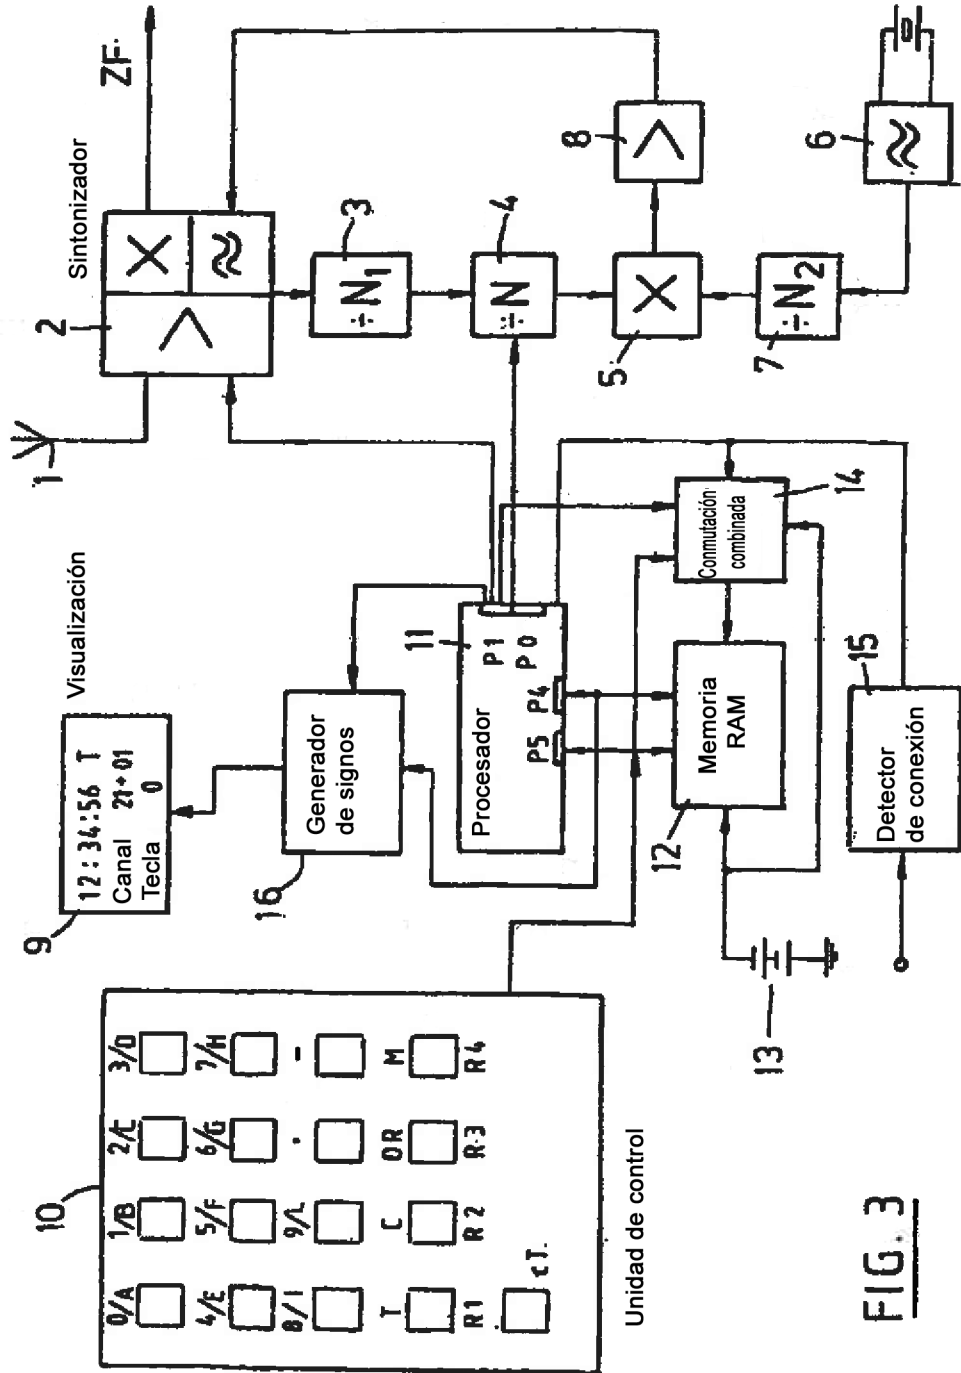 ZF
Sintonizador
2
1
÷N₁
3
÷N
4
X
5
8
6
÷N₂
7
Visualización
12:34:56 T
Canal 21+01
Tecla 0
9
Generador
de signos
16
Procesador
11
P1
P0
P5 P4
Conmutación
combinada
14
Memoria
RAM
12
13
Detector
de conexión
15
10
0/A 1/B 2/C 3/D
4/E 5/F 6/G 7/H
8/I 9/L . -
T C OR M
R1 R2 R3 R4
cT.
Unidad de control
FIG. 3